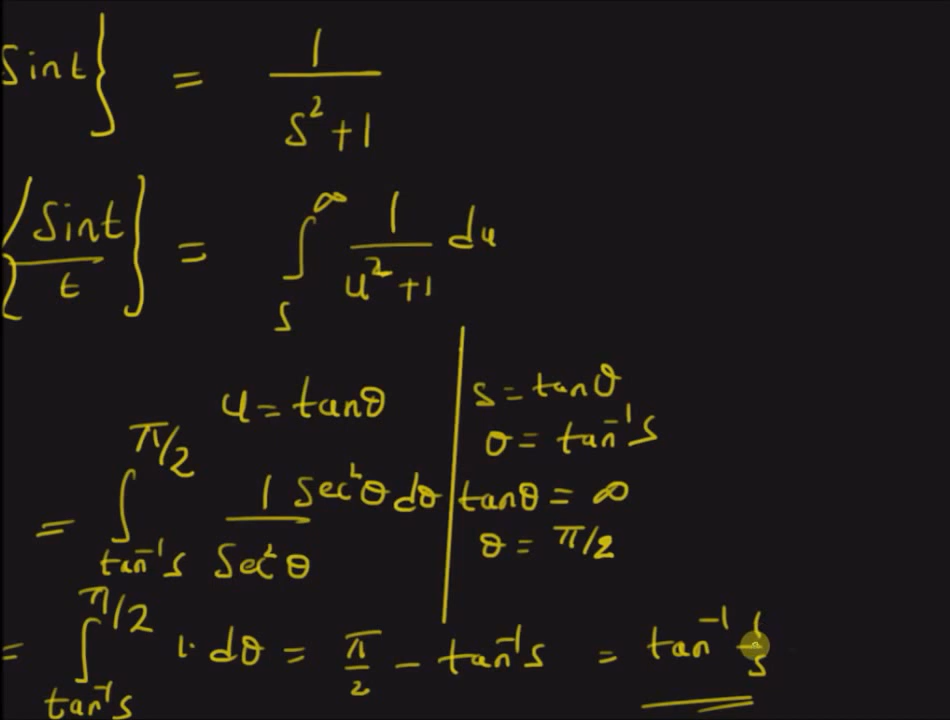 Sint} = 1/(s²+1)
{Sint/t} = ∫_s^∞ 1/(u²+1) du
u = tanθ
s = tanθ
θ = tan⁻¹s
= ∫_{tan⁻¹s}^{π/2} 1/Sec²θ Sec²θ dθ
tanθ = ∞
θ = π/2
= ∫_{tan⁻¹s}^{π/2} 1. dθ = π/2 - tan⁻¹s = tan⁻¹ 1/s